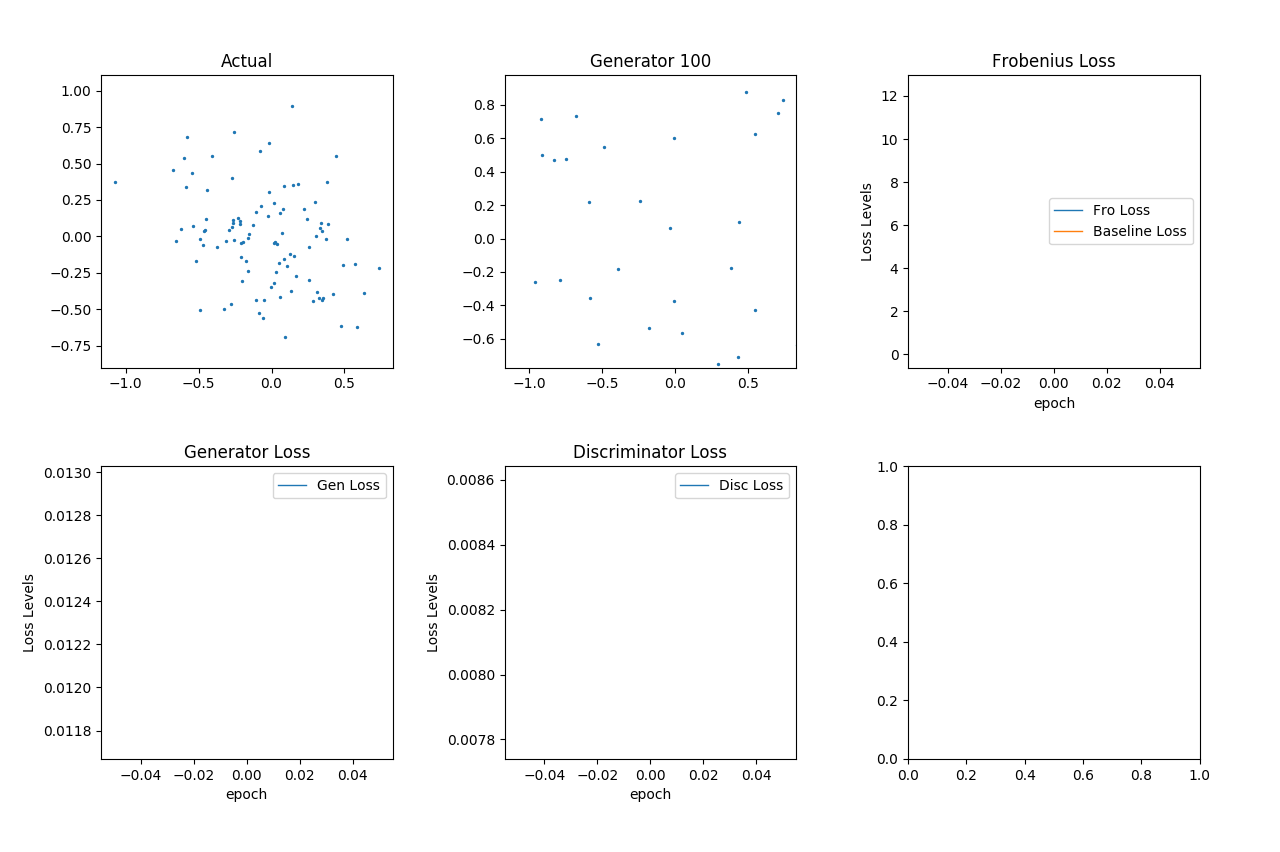 Actual
1.00
0.75
0.50
0.25
0.00
−0.25
−0.50
−0.75
−1.0 −0.5 0.0 0.5
Generator 100
0.8
0.6
0.4
0.2
0.0
−0.2
−0.4
−0.6
−1.0 −0.5 0.0 0.5
Frobenius Loss
Loss Levels
12
10
8
6
4
2
0
Fro Loss
Baseline Loss
−0.04 −0.02 0.00 0.02 0.04
epoch
Generator Loss
Loss Levels
0.0130
0.0128
0.0126
0.0124
0.0122
0.0120
0.0118
Gen Loss
−0.04 −0.02 0.00 0.02 0.04
epoch
Discriminator Loss
Loss Levels
0.0086
0.0084
0.0082
0.0080
0.0078
Disc Loss
−0.04 −0.02 0.00 0.02 0.04
epoch
1.0
0.8
0.6
0.4
0.2
0.0
0.0 0.2 0.4 0.6 0.8 1.0